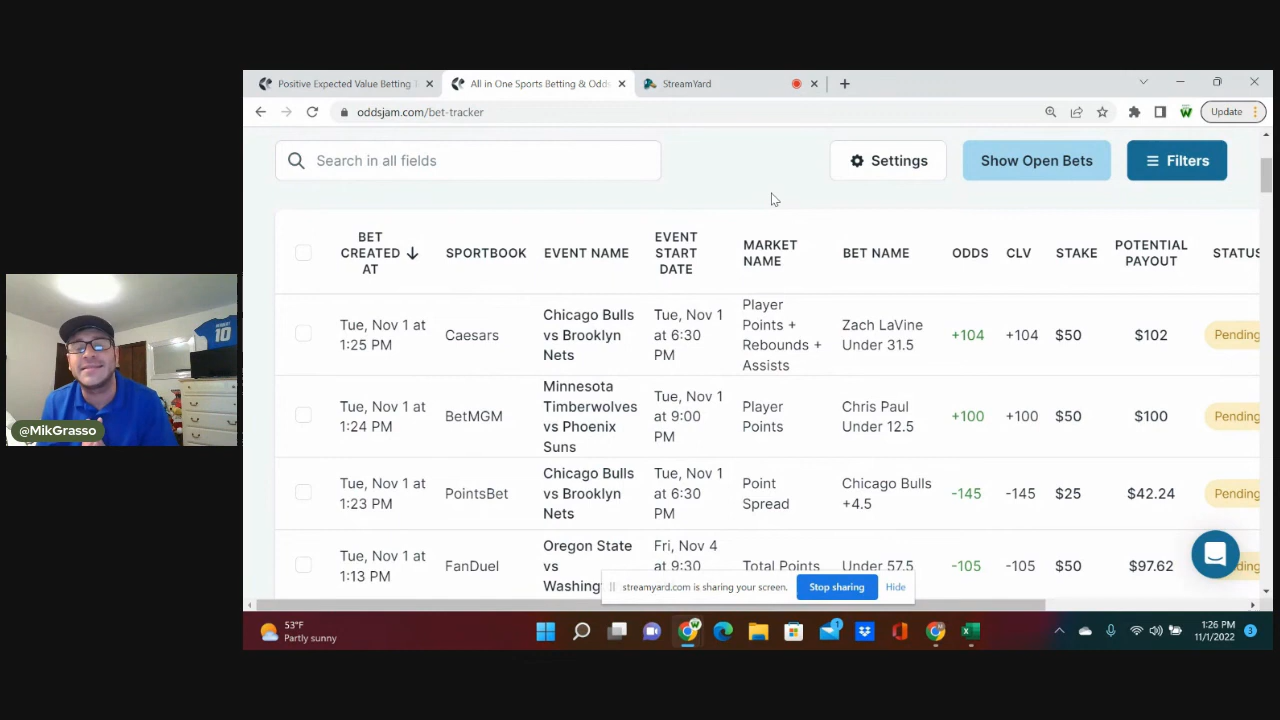 Positive Expected Value Betting
All in One Sports Betting & Odds
StreamYard
oddsjam.com/bet-tracker
Update
Search in all fields
Settings
Show Open Bets
Filters
BET CREATED AT
SPORTBOOK
EVENT NAME
EVENT START DATE
MARKET NAME
BET NAME
ODDS
CLV
STAKE
POTENTIAL PAYOUT
STATUS
Tue, Nov 1 at 1:25 PM
Caesars
Chicago Bulls vs Brooklyn Nets
Tue, Nov 1 at 6:30 PM
Player Points + Rebounds + Assists
Zach LaVine Under 31.5
+104
+104
$50
$102
Pending
Tue, Nov 1 at 1:24 PM
BetMGM
Minnesota Timberwolves vs Phoenix Suns
Tue, Nov 1 at 9:00 PM
Player Points
Chris Paul Under 12.5
+100
+100
$50
$100
Pending
Tue, Nov 1 at 1:23 PM
PointsBet
Chicago Bulls vs Brooklyn Nets
Tue, Nov 1 at 6:30 PM
Point Spread
Chicago Bulls +4.5
-145
-145
$25
$42.24
Pending
Tue, Nov 1 at 1:13 PM
FanDuel
Oregon State vs Washing
Fri, Nov 4 at 9:30
Total Points
Under 57.5
-105
-105
$50
$97.62
streamyard.com is sharing your screen.
Stop sharing
Hide
@MikGrasso
10
53°F
Partly sunny
1
1:26 PM
11/1/2022
3